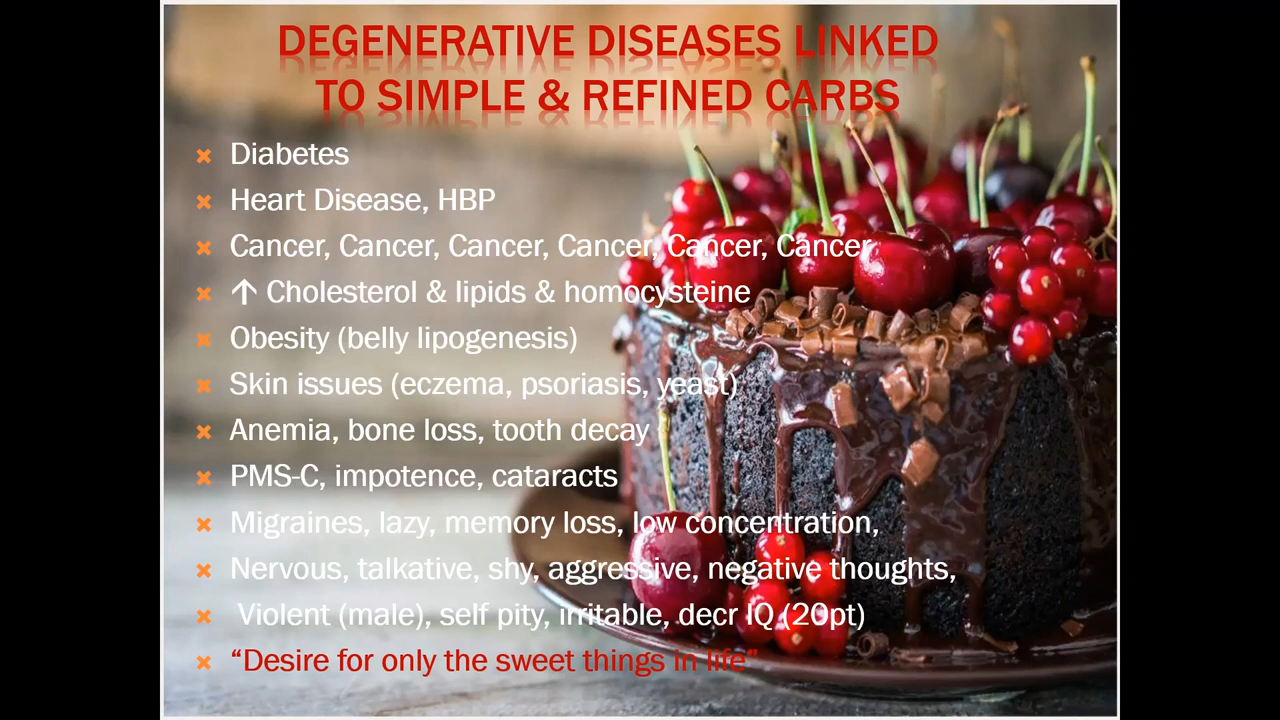 DEGENERATIVE DISEASES LINKED
TO SIMPLE & REFINED CARBS
Diabetes
Heart Disease, HBP
Cancer, Cancer, Cancer, Cancer, Cancer, Cancer,
↑ Cholesterol & lipids & homocysteine
Obesity (belly lipogenesis)
Skin issues (eczema, psoriasis, yeast)
Anemia, bone loss, tooth decay
PMS-C, impotence, cataracts
Migraines, lazy, memory loss, low concentration,
Nervous, talkative, shy, aggressive, negative thoughts,
Violent (male), self pity, irritable, decr IQ (20pt)
“Desire for only the sweet things in life”